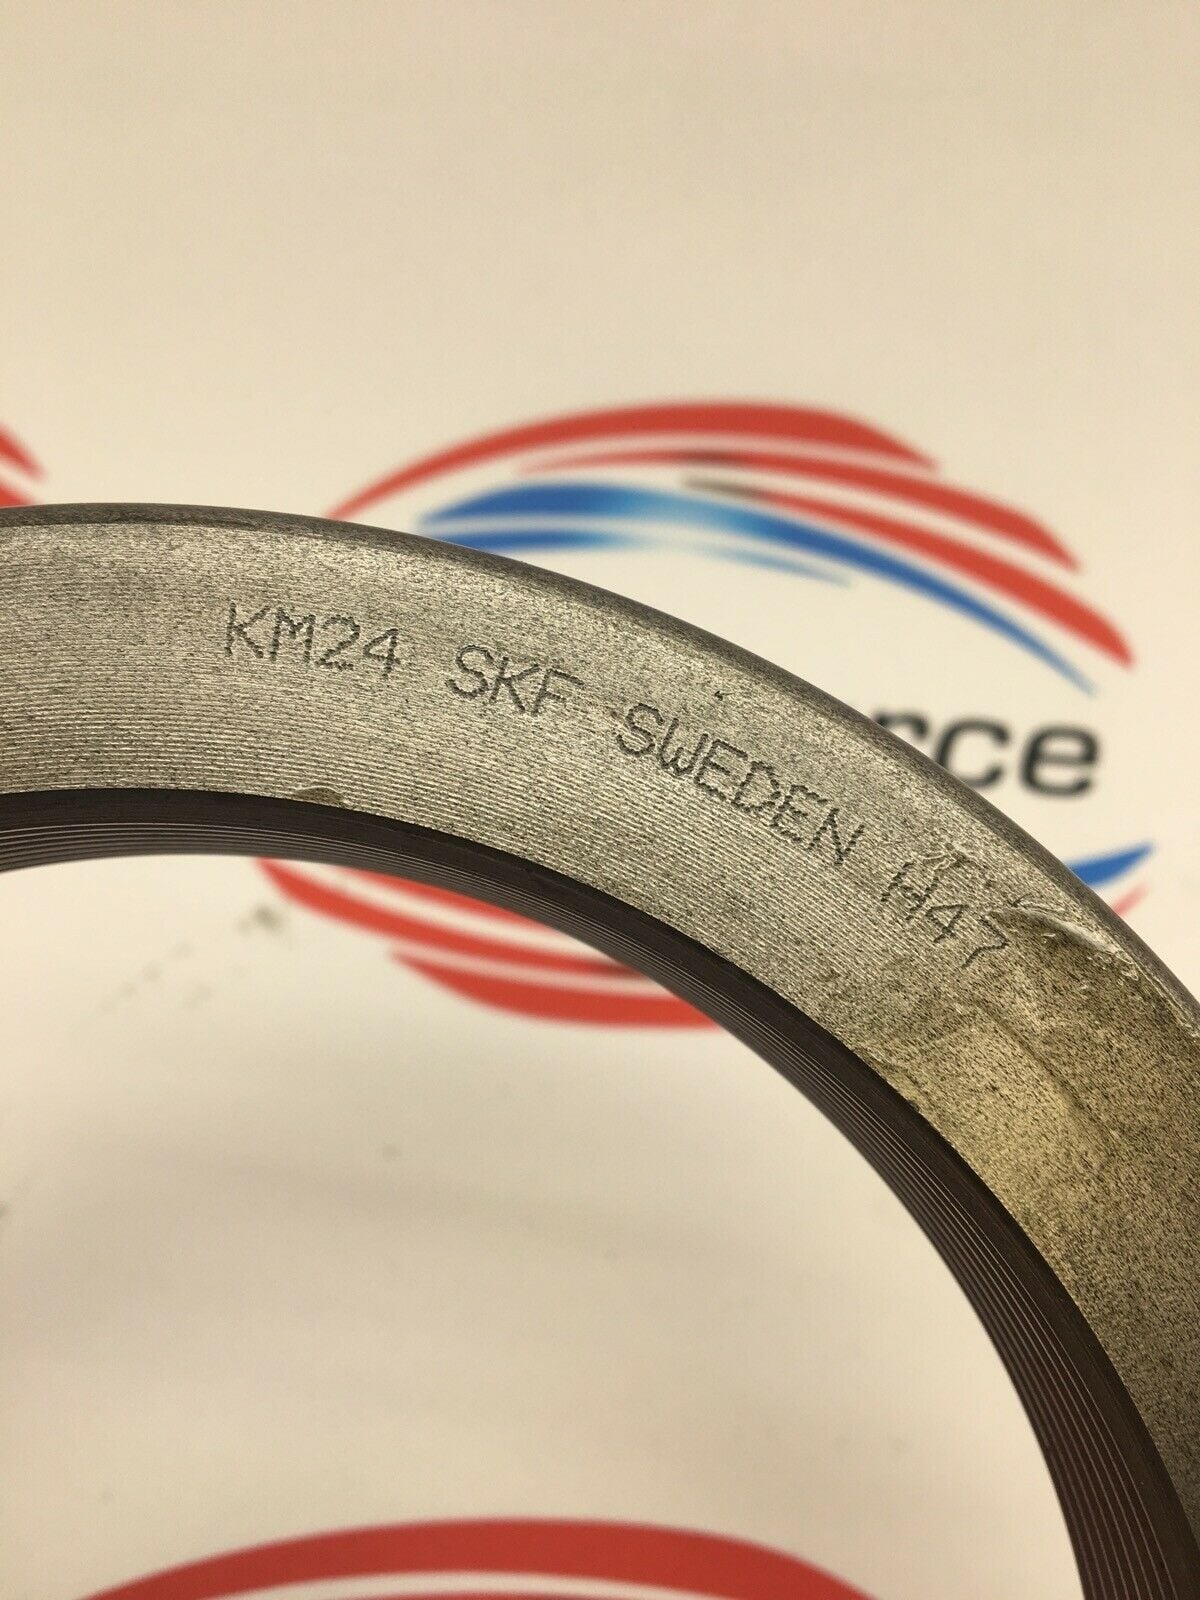 KM24 SKF SWEDEN H47
rce